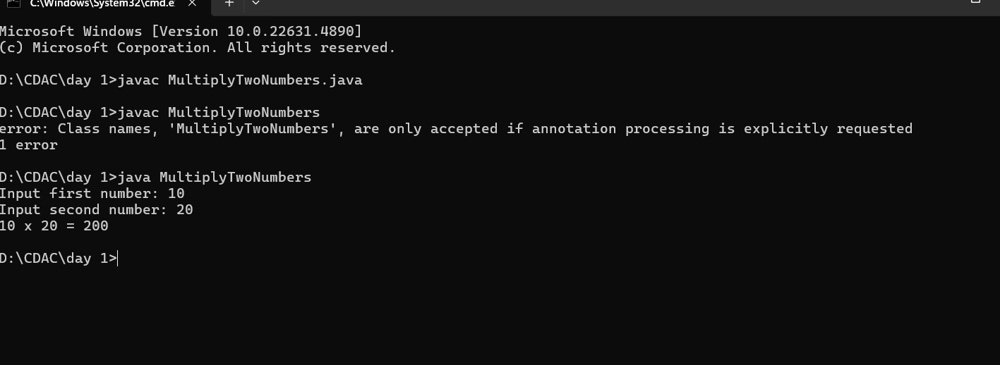 C:\Windows\System32\cmd.e
Microsoft Windows [Version 10.0.22631.4890]
(c) Microsoft Corporation. All rights reserved.
D:\CDAC\day 1>javac MultiplyTwoNumbers.java
D:\CDAC\day 1>javac MultiplyTwoNumbers
error: Class names, 'MultiplyTwoNumbers', are only accepted if annotation processing is explicitly requested
1 error
D:\CDAC\day 1>java MultiplyTwoNumbers
Input first number: 10
Input second number: 20
10 x 20 = 200
D:\CDAC\day 1>